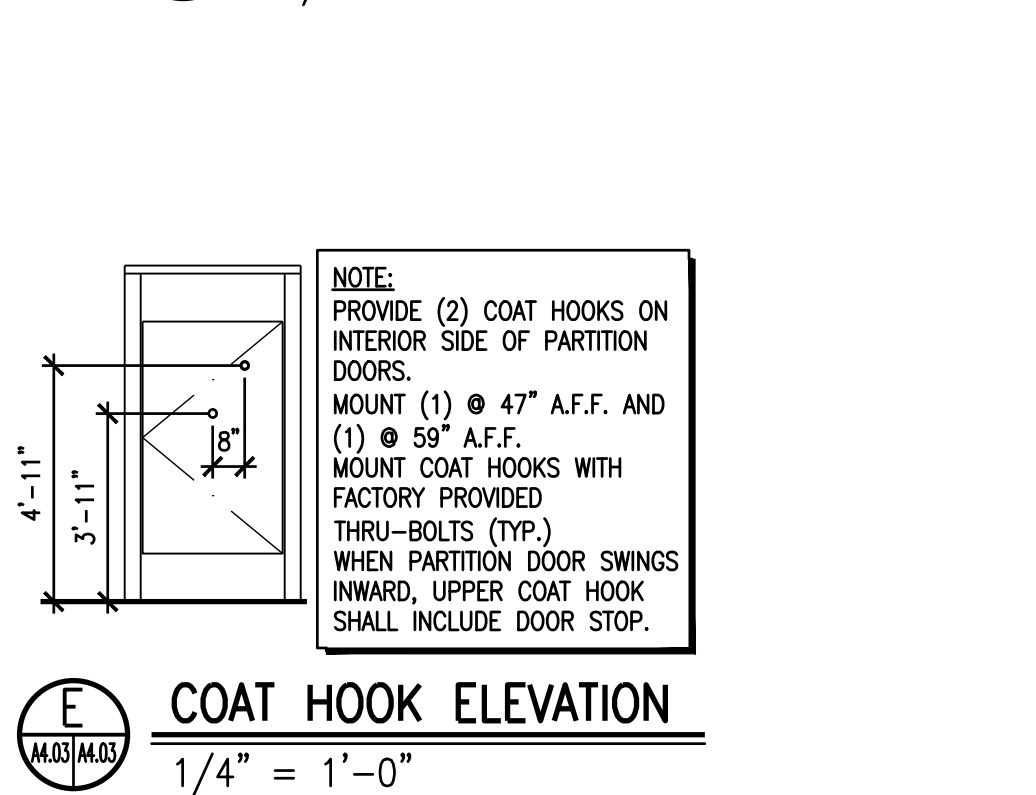 NOTE:
PROVIDE (2) COAT HOOKS ON
INTERIOR SIDE OF PARTITION
DOORS.
MOUNT (1) @ 47" A.F.F. AND
(1) @ 59" A.F.F.
MOUNT COAT HOOKS WITH
FACTORY PROVIDED
THRU-BOLTS (TYP.)
WHEN PARTITION DOOR SWINGS
INWARD, UPPER COAT HOOK
SHALL INCLUDE DOOR STOP.
8"
4'-11"
3'-11"
E
A4.03 A4.03
COAT HOOK ELEVATION
1/4" = 1'-0"